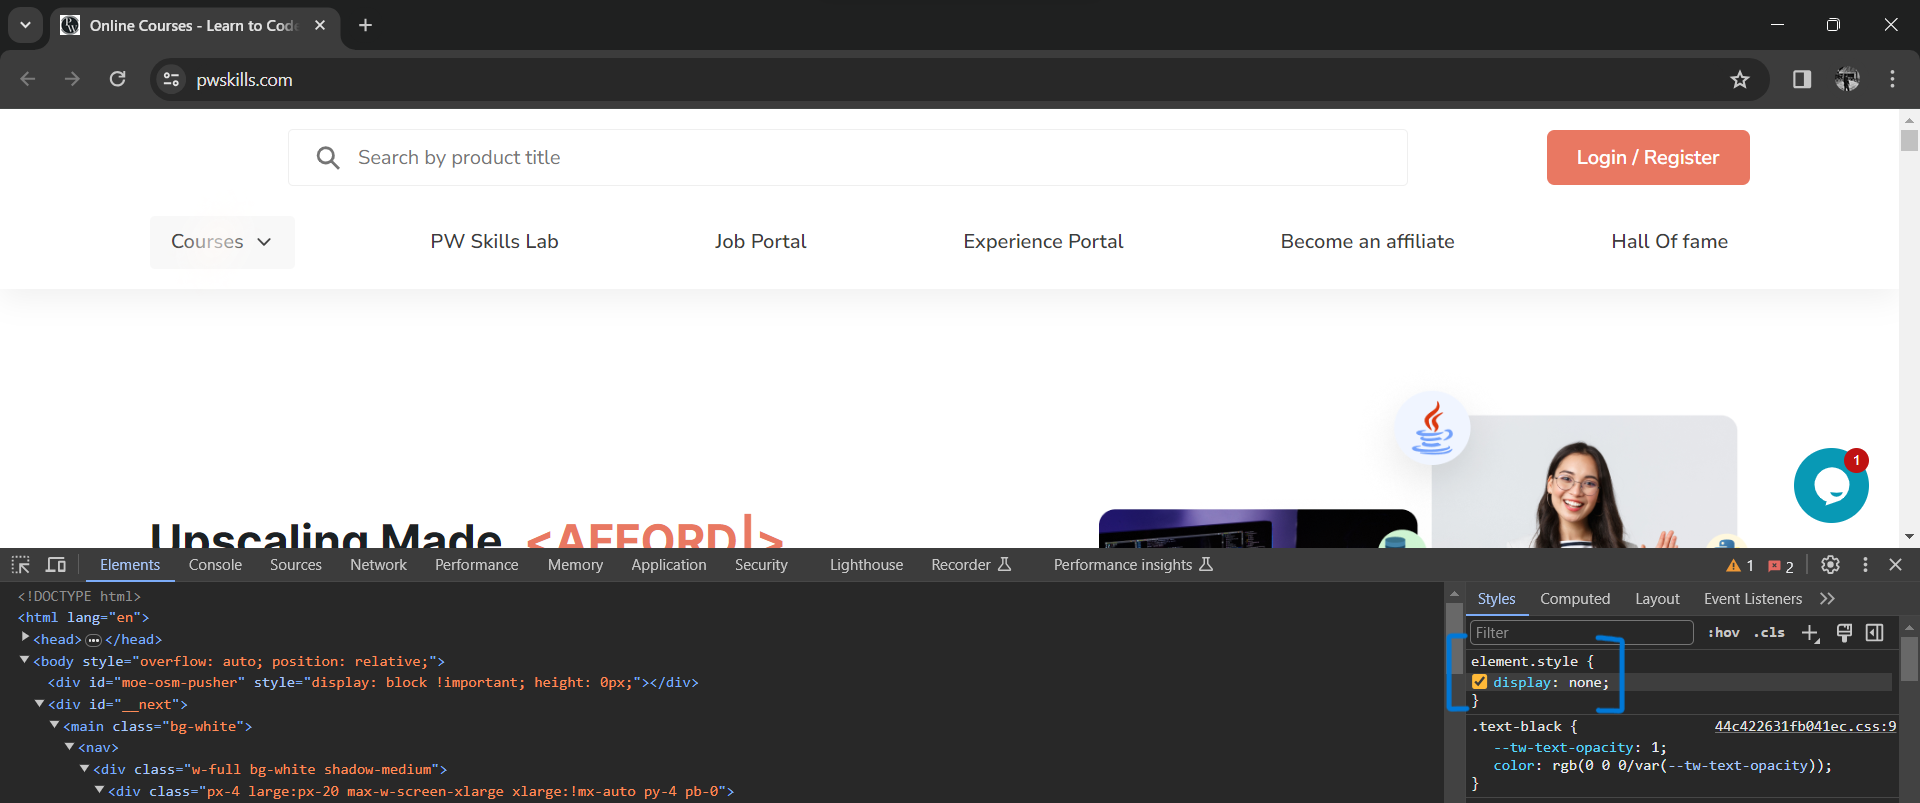 Online Courses - Learn to Code
pwskills.com
Search by product title
Login / Register
Courses
PW Skills Lab
Job Portal
Experience Portal
Become an affiliate
Hall Of fame
1
Upscaling Made <AFFORD|>
Elements
Console
Sources
Network
Performance
Memory
Application
Security
Lighthouse
Recorder
Performance insights
1
2
<!DOCTYPE html>
<html lang="en">
<head> … </head>
<body style="overflow: auto; position: relative;">
<div id="moe-osm-pusher" style="display: block !important; height: 0px;"></div>
<div id="__next">
<main class="bg-white">
<nav>
<div class="w-full bg-white shadow-medium">
<div class="px-4 large:px-20 max-w-screen-xlarge xlarge:!mx-auto py-4 pb-0">
Styles
Computed
Layout
Event Listeners
Filter
:hov .cls
element.style {
display: none;
}
.text-black {
44c422631fb041ec.css:9
--tw-text-opacity: 1;
color: rgb(0 0 0/var(--tw-text-opacity));
}